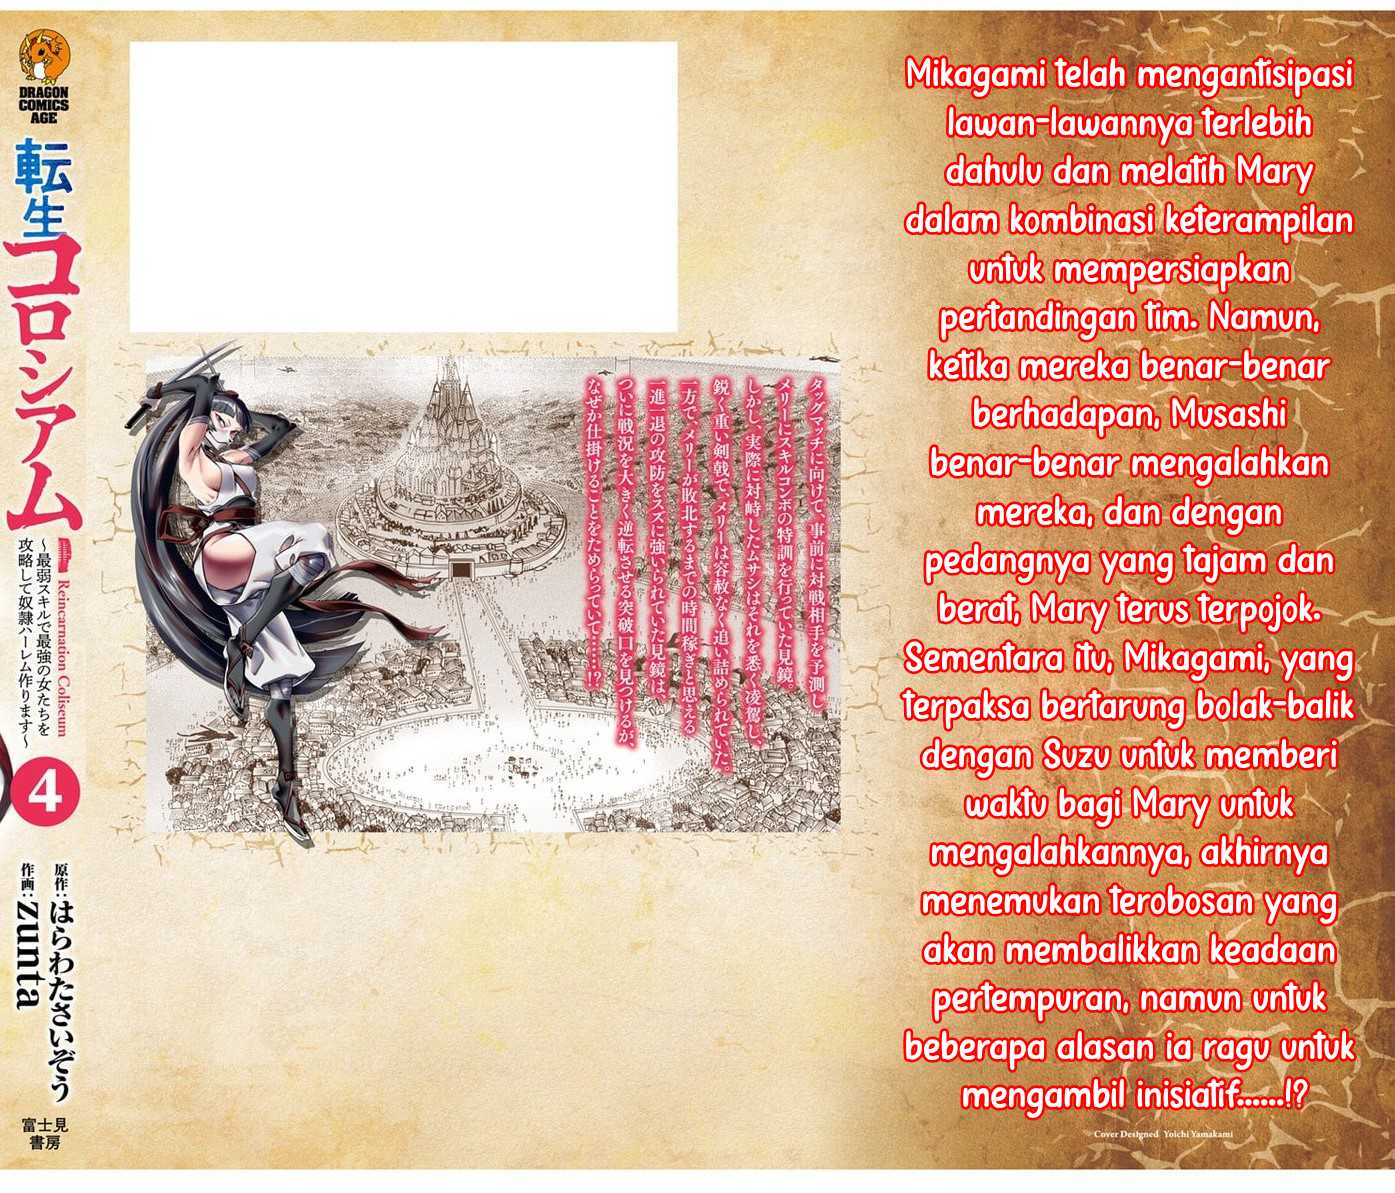 DRAGON
COMICS
AGE
転生
コロシアム
Reincarnation Coliseum
～最弱スキルで最強の女たちを
攻略して奴隷ハーレム作ります～
4
原作：はらわたさいぞう
作画：zunta
富士見
書房
タッグマッチに向けて、事前に対戦相手を予測し
メリーにスキルコンボの特訓を行っていた見鏡。
しかし、実際に対峙したムサシはそれを悉く凌駕し、
鋭く重い剣戟で、メリーは容赦なく追い詰められていた。
一方で、メリーが敗北するまでの時間稼ぎと思える
一進一退の攻防をスズに強いられていた見鏡は、
ついに戦況を大きく逆転させる突破口を見つけるが、
なぜか仕掛けることをためらっていて……!?
Mikagami telah mengantisipasi
lawan-lawannya terlebih
dahulu dan melatih Mary
dalam kombinasi keterampilan
untuk mempersiapkan
pertandingan tim. Namun,
ketika mereka benar-benar
berhadapan, Musashi
benar-benar mengalahkan
mereka, dan dengan
pedangnya yang tajam dan
berat, Mary terus terpojok.
Sementara itu, Mikagami, yang
terpaksa bertarung bolak-balik
dengan Suzu untuk memberi
waktu bagi Mary untuk
mengalahkannya, akhirnya
menemukan terobosan yang
akan membalikkan keadaan
pertempuran, namun untuk
beberapa alasan ia ragu untuk
mengambil inisiatif......!?
Cover Designed Yoichi Yamakami